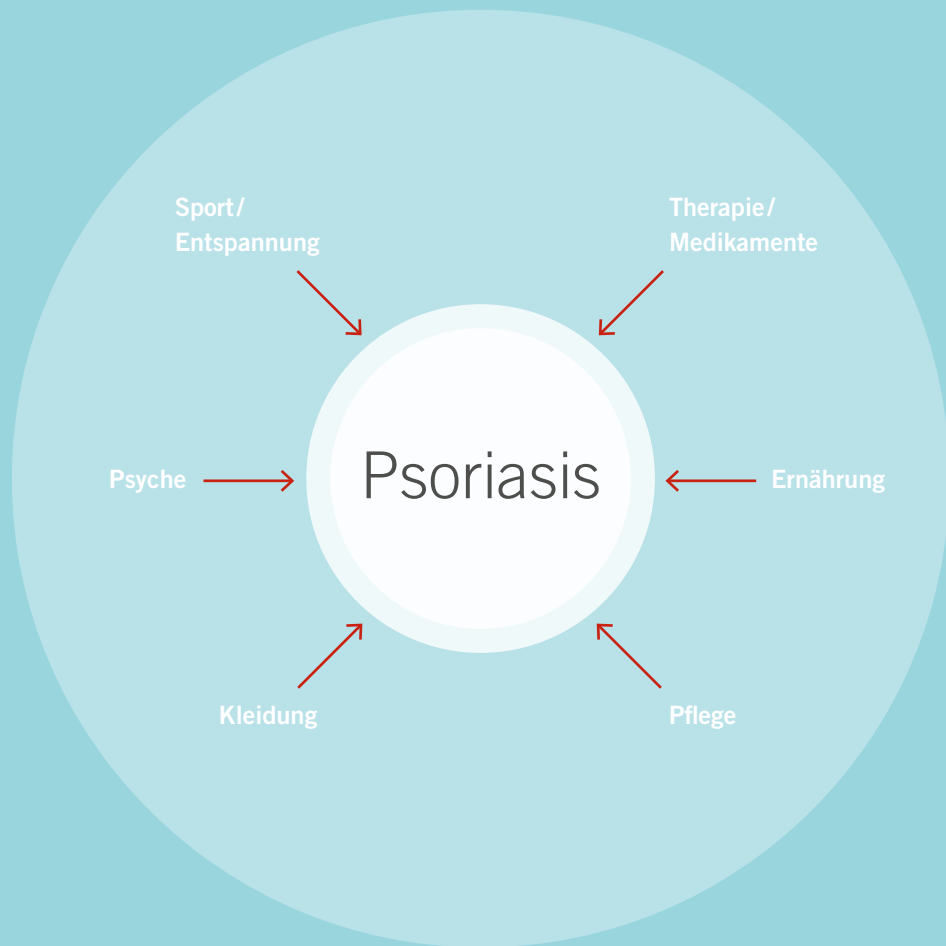 Sport/
Entspannung
Therapie/
Medikamente
Psyche
Psoriasis
Ernährung
Kleidung
Pflege